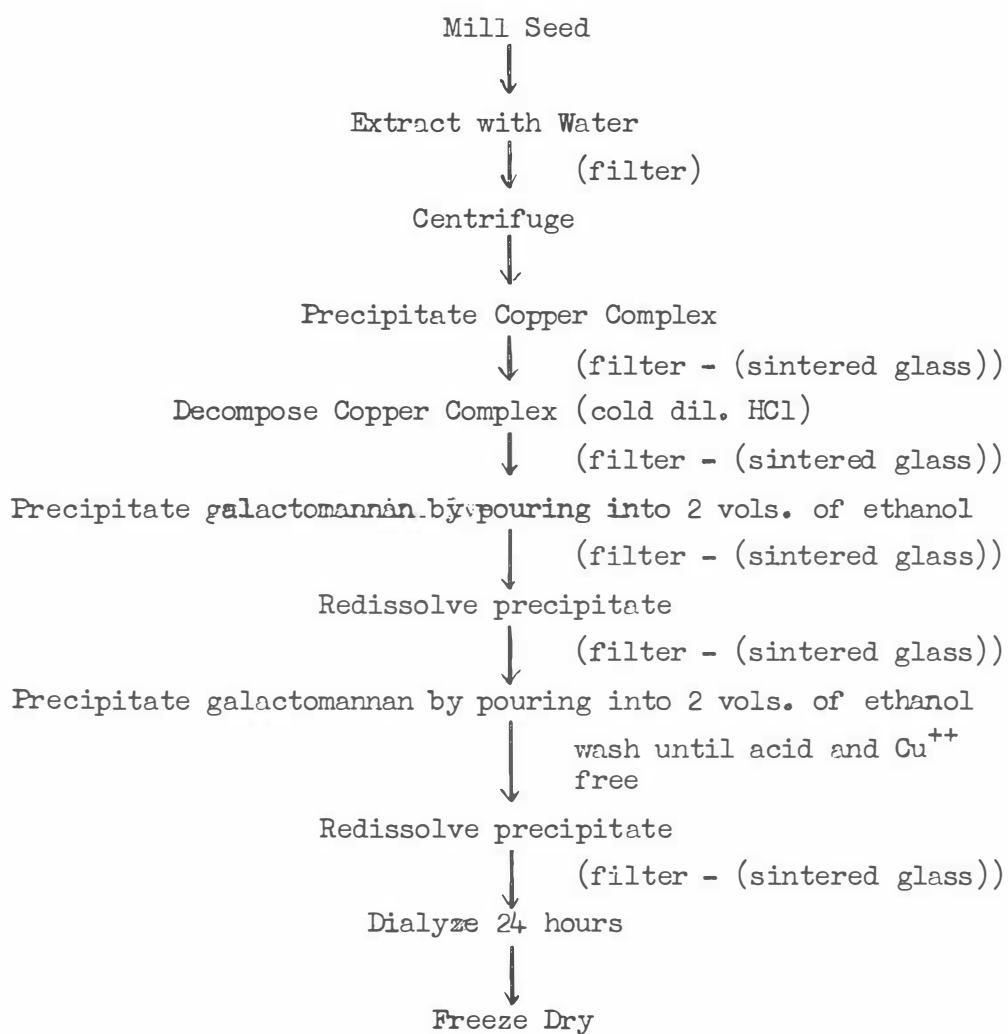 Mill Seed
Extract with Water
(filter)
Centrifuge
Precipitate Copper Complex
(filter - (sintered glass))
Decompose Copper Complex (cold dil. HCl)
(filter - (sintered glass))
Precipitate galactomannan by pouring into 2 vols. of ethanol
(filter - (sintered glass))
Redissolve precipitate
(filter - (sintered glass))
Precipitate galactomannan by pouring into 2 vols. of ethanol
wash until acid and Cu⁺⁺
free
Redissolve precipitate
(filter - (sintered glass))
Dialyze 24 hours
Freeze Dry